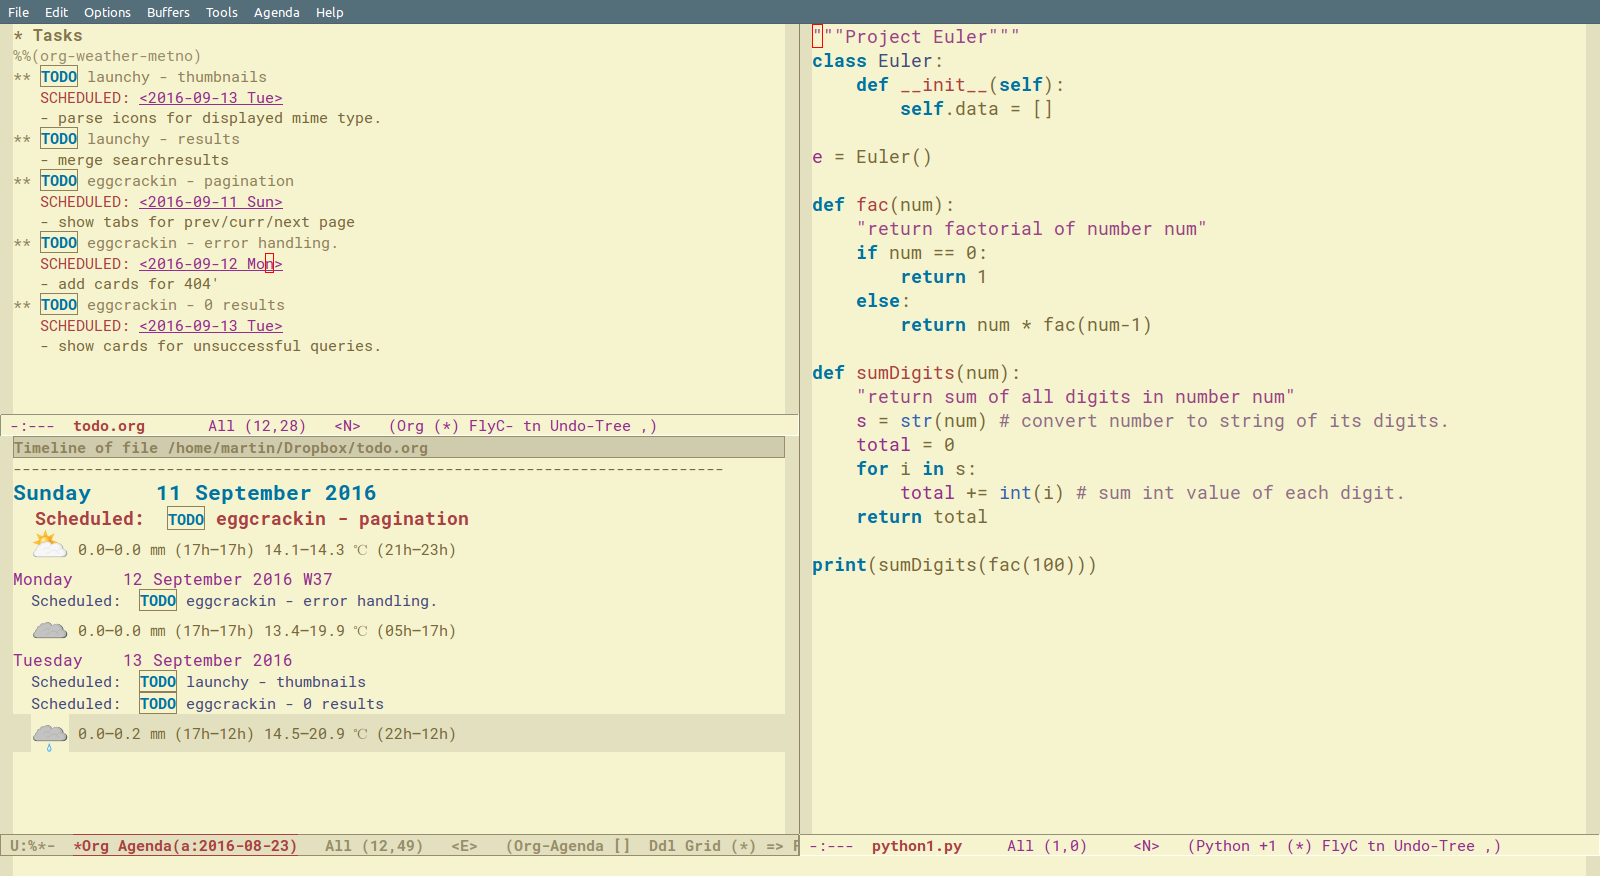 File Edit Options Buffers Tools Agenda Help
* Tasks
%%(org-weather-metno)
** TODO launchy - thumbnails
   SCHEDULED: <2016-09-13 Tue>
   - parse icons for displayed mime type.
** TODO launchy - results
   - merge searchresults
** TODO eggcrackin - pagination
   SCHEDULED: <2016-09-11 Sun>
   - show tabs for prev/curr/next page
** TODO eggcrackin - error handling.
   SCHEDULED: <2016-09-12 Mon>
   - add cards for 404'
** TODO eggcrackin - 0 results
   SCHEDULED: <2016-09-13 Tue>
   - show cards for unsuccessful queries.
-:--- todo.org All (12,28) <N> (Org (*) FlyC- tn Undo-Tree ,)
Timeline of file /home/martin/Dropbox/todo.org
-------------------------------------------------------------------------------
Sunday 11 September 2016
Scheduled: TODO eggcrackin - pagination
0.0—0.0 mm (17h—17h) 14.1—14.3 ℃ (21h—23h)
Monday 12 September 2016 W37
Scheduled: TODO eggcrackin - error handling.
0.0—0.0 mm (17h—17h) 13.4—19.9 ℃ (05h—17h)
Tuesday 13 September 2016
Scheduled: TODO launchy - thumbnails
Scheduled: TODO eggcrackin - 0 results
0.0—0.2 mm (17h—12h) 14.5—20.9 ℃ (22h—12h)
U:%*- *Org Agenda(a:2016-08-23) All (12,49) <E> (Org-Agenda [] Ddl Grid (*) =>
"""Project Euler"""
class Euler:
    def __init__(self):
        self.data = []
e = Euler()
def fac(num):
    "return factorial of number num"
    if num == 0:
        return 1
    else:
        return num * fac(num-1)
def sumDigits(num):
    "return sum of all digits in number num"
    s = str(num) # convert number to string of its digits.
    total = 0
    for i in s:
        total += int(i) # sum int value of each digit.
    return total
print(sumDigits(fac(100)))
-:--- python1.py All (1,0) <N> (Python +1 (*) FlyC tn Undo-Tree ,)